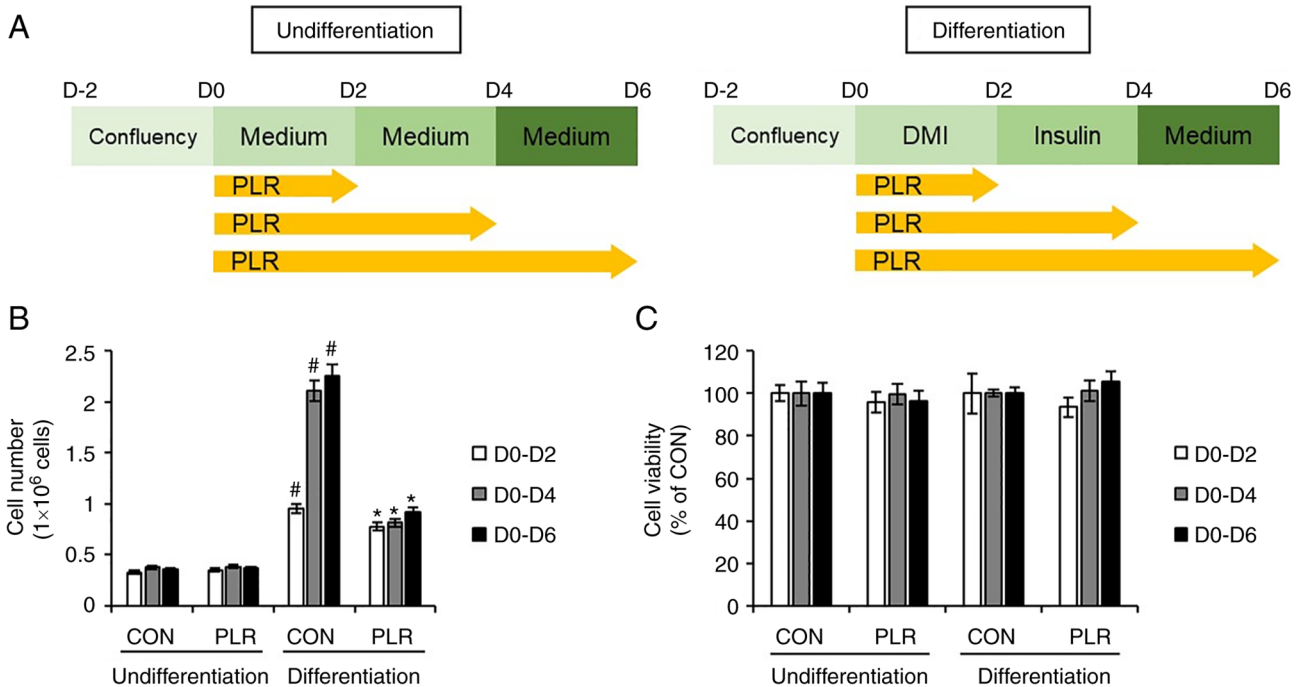 A
Undifferentiation
Differentiation
D-2 D0 D2 D4 D6
D-2 D0 D2 D4 D6
Confluency Medium Medium Medium
Confluency DMI Insulin Medium
PLR
PLR
PLR
PLR
PLR
PLR
B
Cell number
(1×10⁶ cells)
2.5
2
1.5
1
0.5
0
# # #
* * *
CON PLR CON PLR
Undifferentiation Differentiation
D0-D2
D0-D4
D0-D6
C
Cell viability
(% of CON)
120
100
80
60
40
20
0
CON PLR CON PLR
Undifferentiation Differentiation
D0-D2
D0-D4
D0-D6